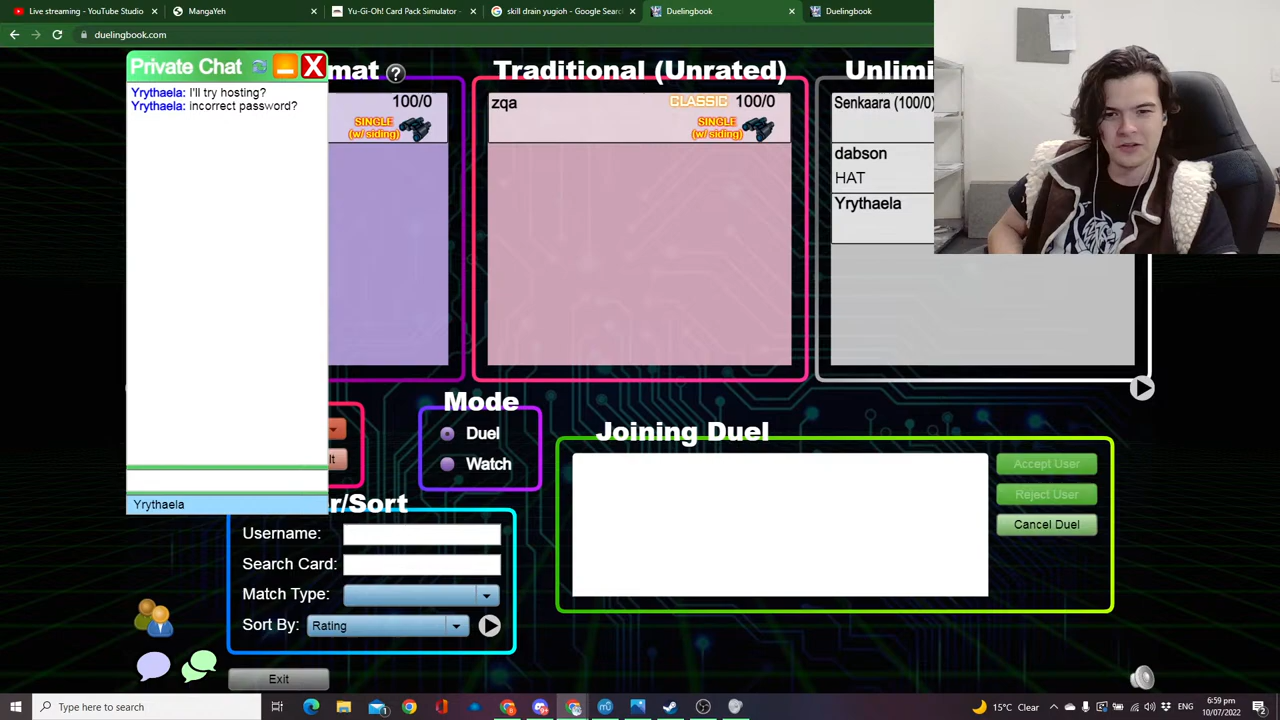 Live streaming - YouTube Studio
MangaYeh
Yu-Gi-Oh! Card Pack Simulator -
skill drain yugioh - Google Search
Duelingbook
Duelingbook
duelingbook.com
Private Chat
mat
?
Traditional (Unrated)
Unlimi
Yrythaela: I'll try hosting?
Yrythaela: incorrect password?
100/0
SINGLE
(w/ siding)
zqa
CLASSIC 100/0
SINGLE
(w/ siding)
Senkaara (100/0)
dabson
HAT
Yrythaela
Mode
Duel
Watch
lt
Joining Duel
Accept User
Reject User
Cancel Duel
Yrythaela
r/Sort
Username:
Search Card:
Match Type:
Sort By: Rating
Exit
Type here to search
15°C Clear
6:59 pm
10/07/2022